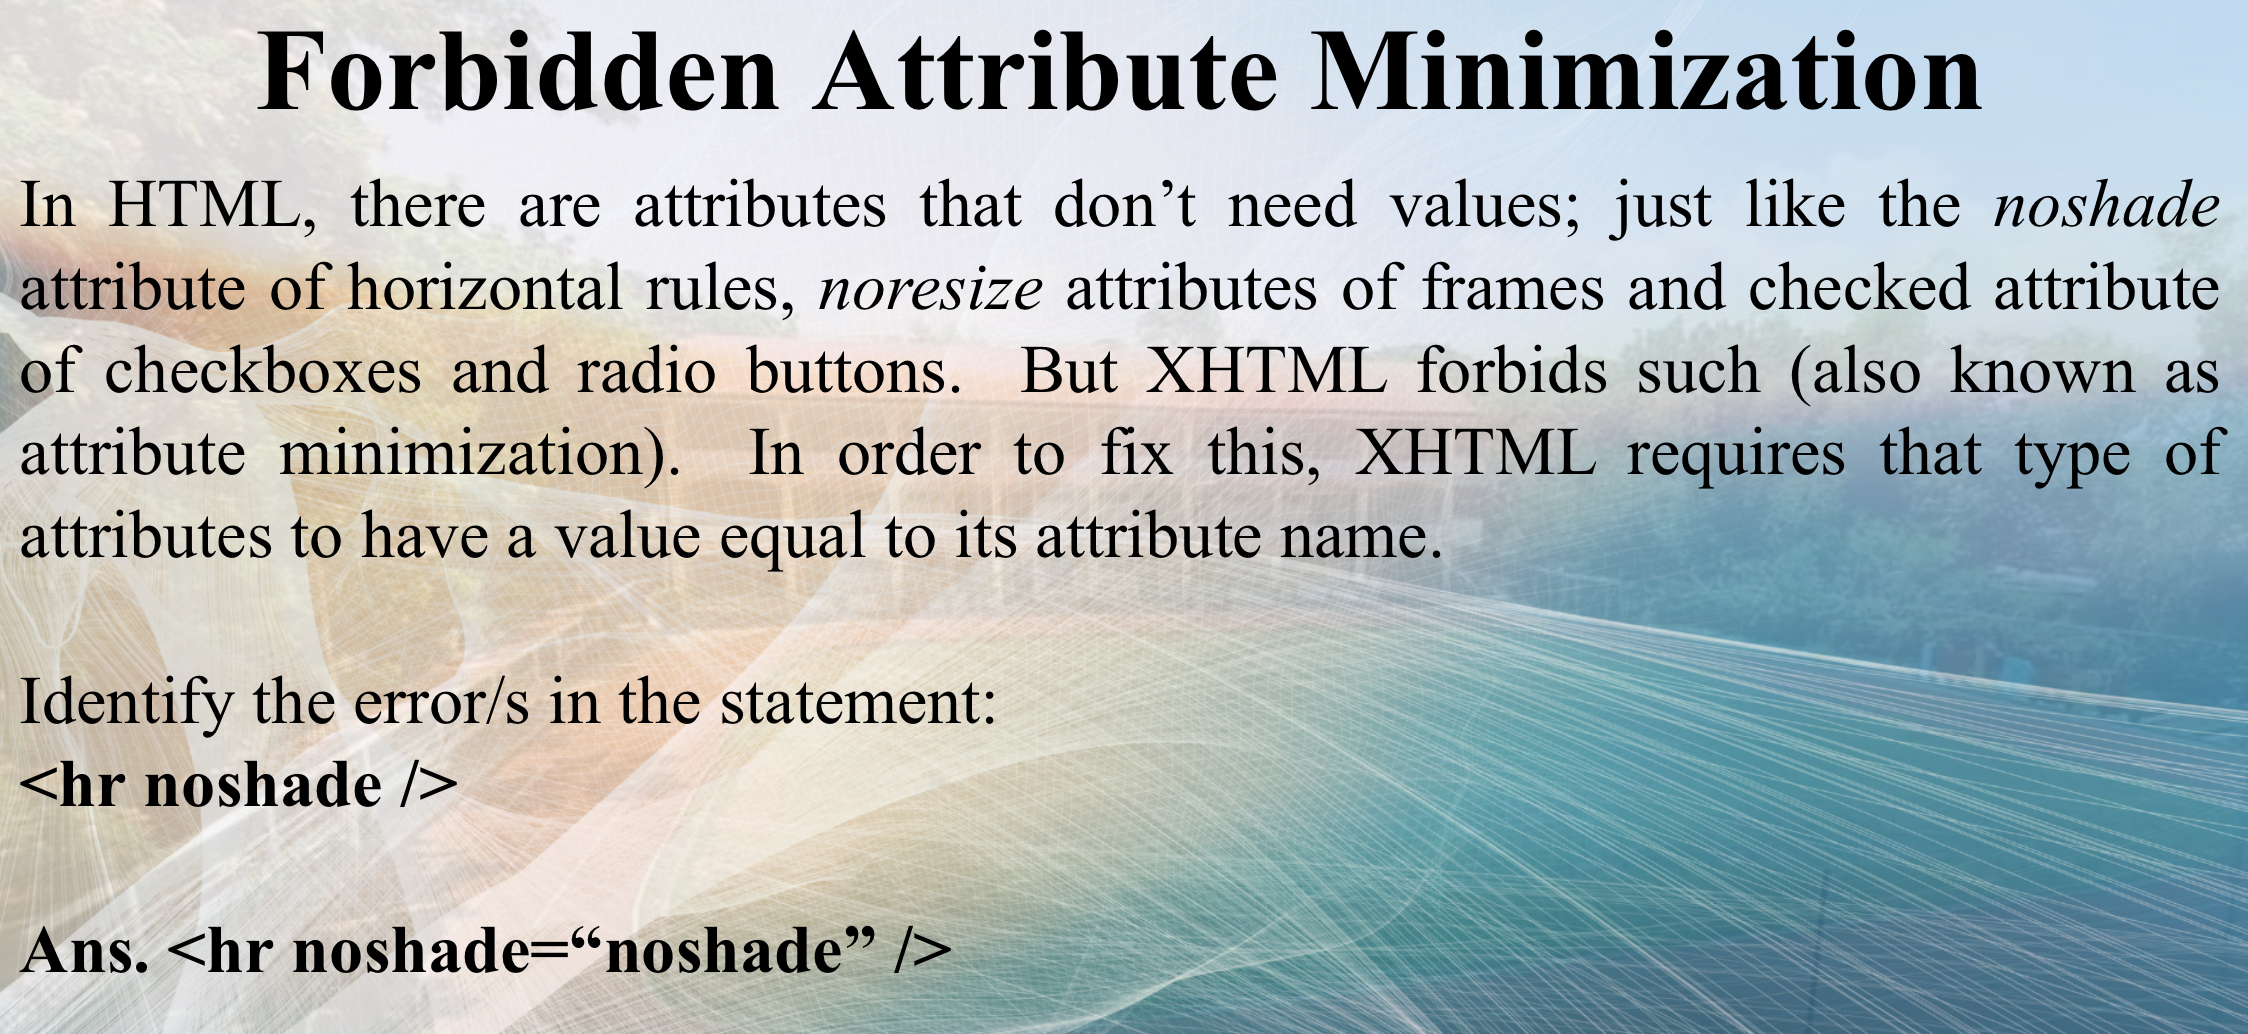 Forbidden Attribute Minimization
In HTML, there are attributes that don’t need values; just like the noshade
attribute of horizontal rules, noresize attributes of frames and checked attribute
of checkboxes and radio buttons. But XHTML forbids such (also known as
attribute minimization). In order to fix this, XHTML requires that type of
attributes to have a value equal to its attribute name.
Identify the error/s in the statement:
<hr noshade />
Ans. <hr noshade=“noshade” />